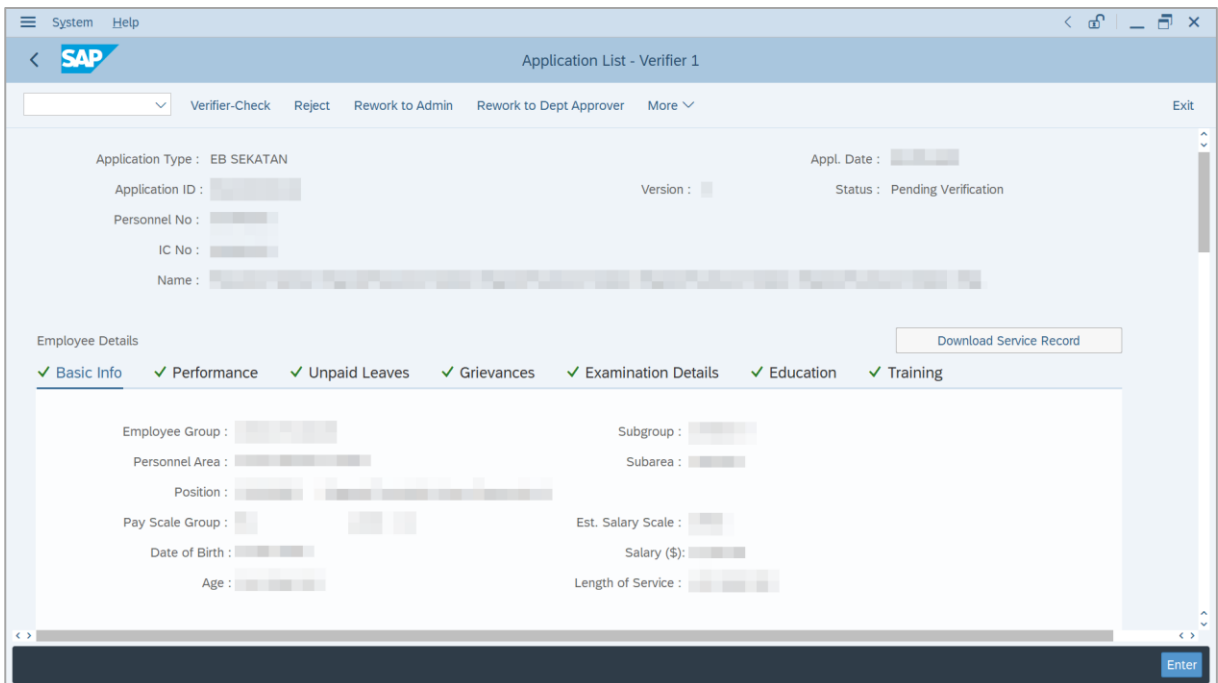 System Help
SAP Application List - Verifier 1
Verifier-Check Reject Rework to Admin Rework to Dept Approver More Exit
Application Type : EB SEKATAN Appl. Date :
Application ID : Version : Status : Pending Verification
Personnel No :
IC No :
Name :
Employee Details Download Service Record
Basic Info Performance Unpaid Leaves Grievances Examination Details Education Training
Employee Group : Subgroup :
Personnel Area : Subarea :
Position :
Pay Scale Group : Est. Salary Scale :
Date of Birth : Salary ($):
Age : Length of Service :
Enter